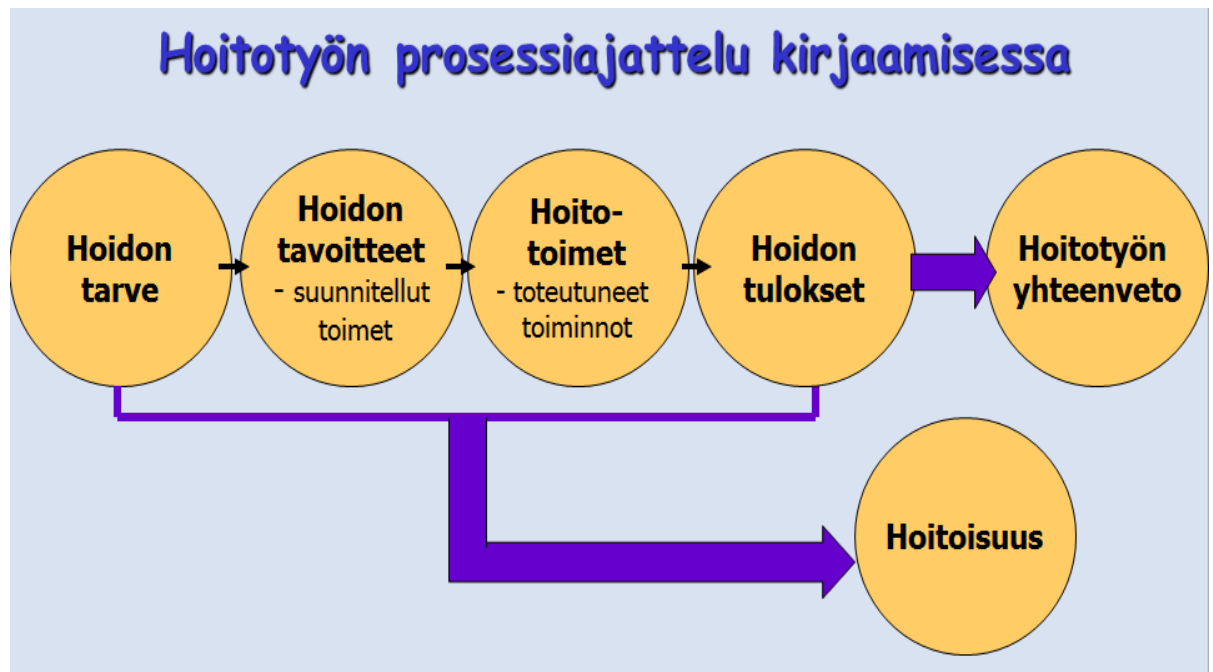 Hoitotyön prosessiajattelu kirjaamisessa
Hoidon
tarve
Hoidon
tavoitteet
- suunnitellut
toimet
Hoito-
toimet
- toteutuneet
toiminnot
Hoidon
tulokset
Hoitotyön
yhteenveto
Hoitoisuus